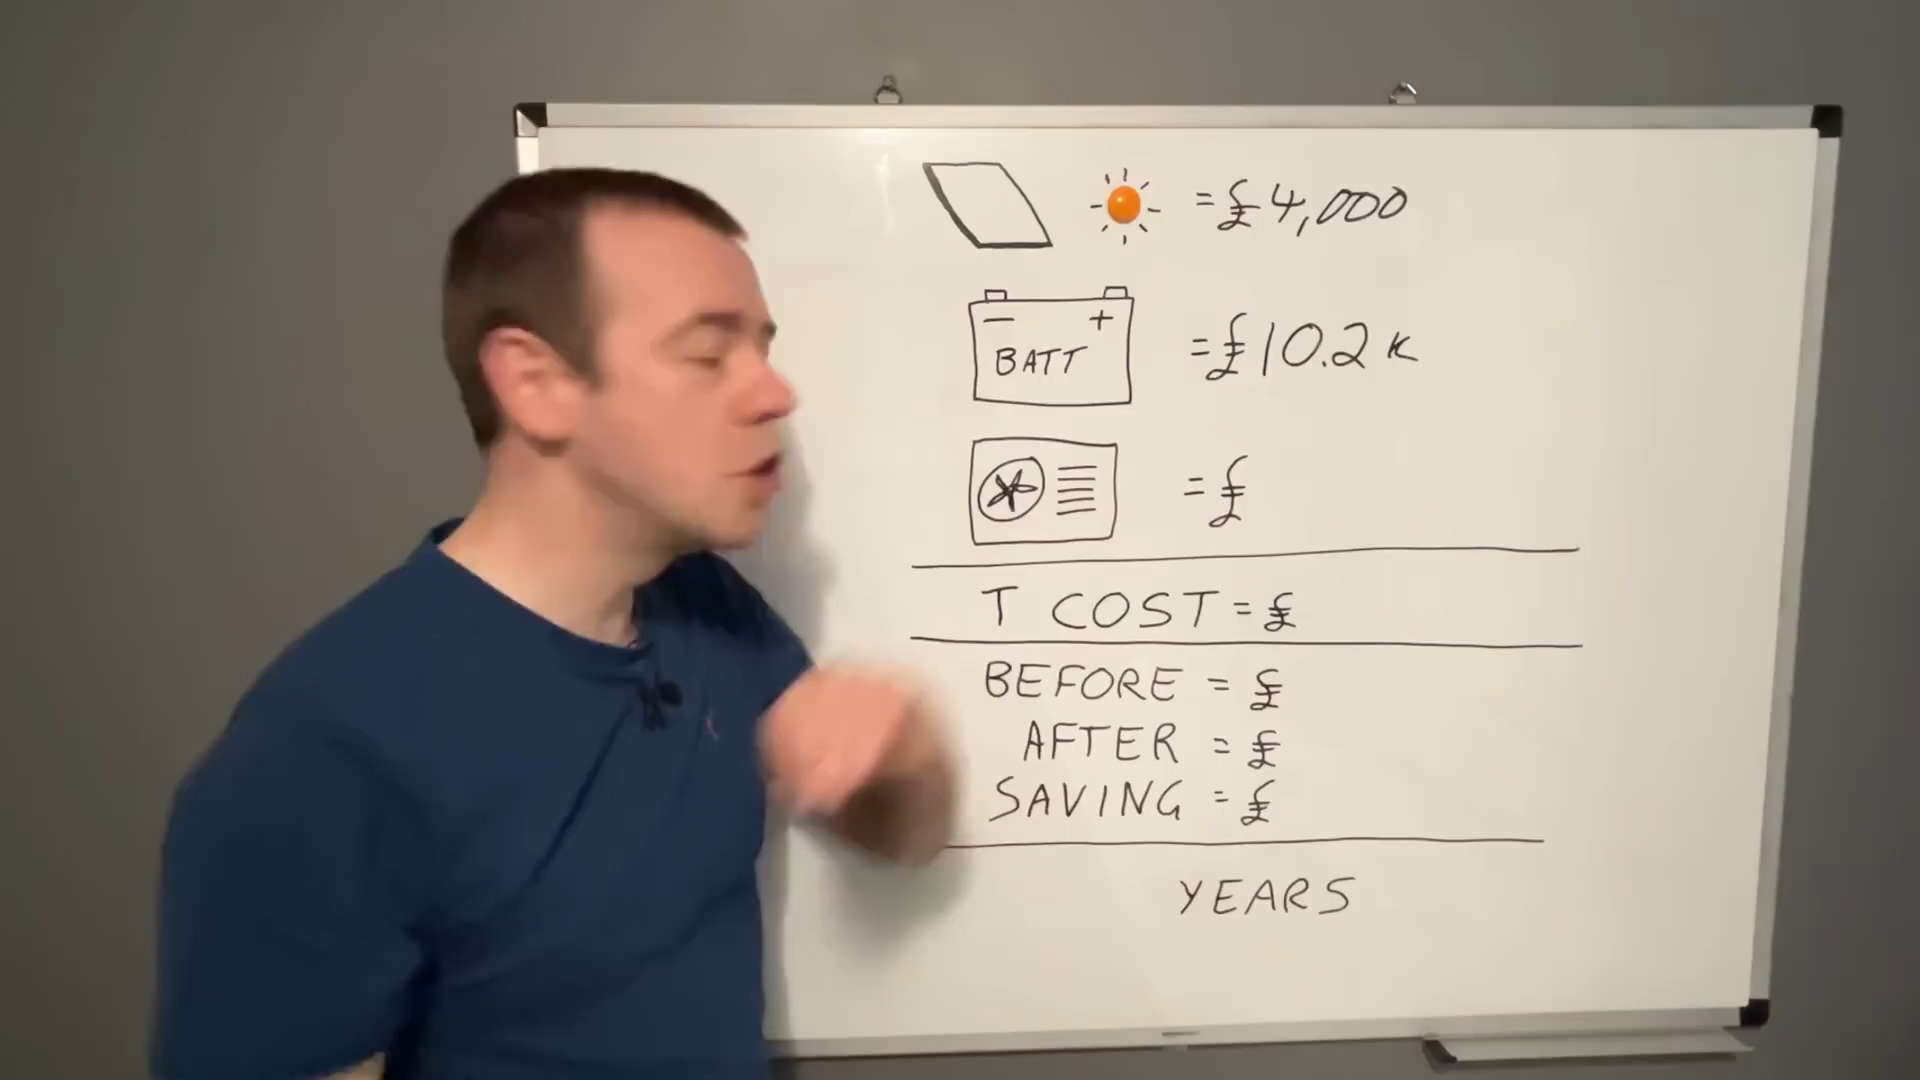 = £4,000
- +
BATT
= £10.2K
= £
T COST = £
BEFORE = £
AFTER = £
SAVING = £
YEARS